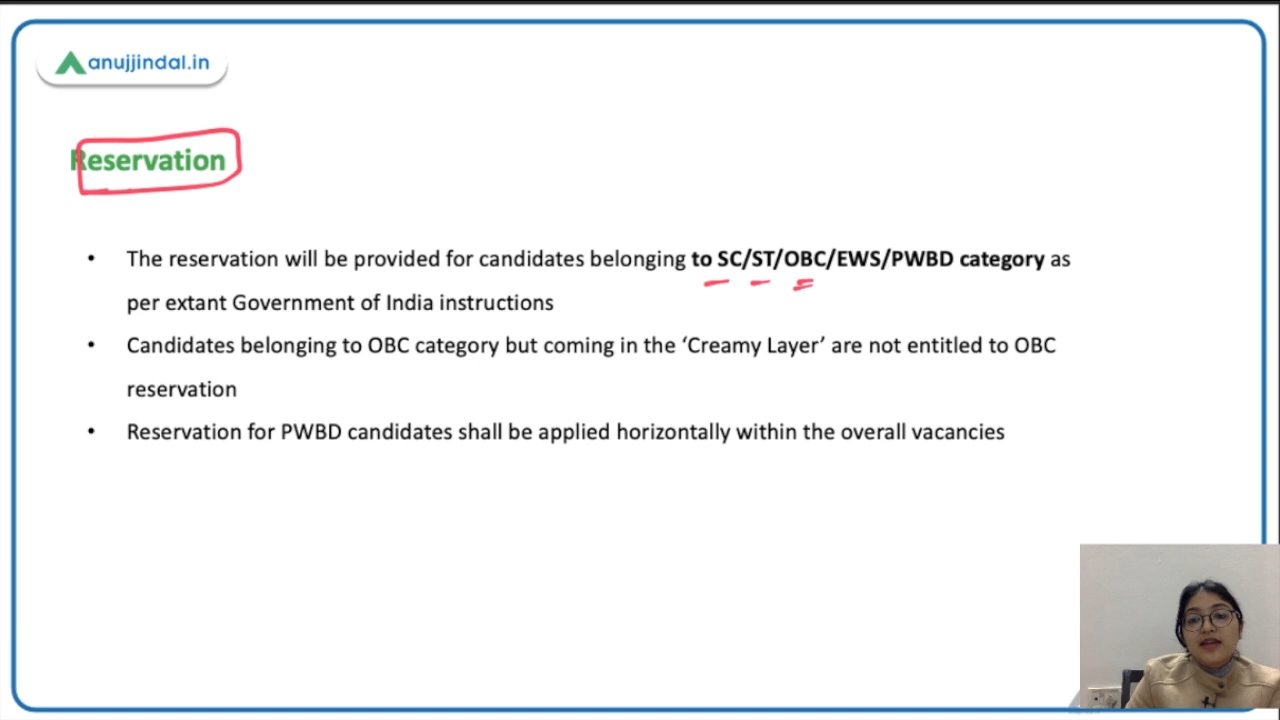 anujjindal.in
Reservation
• The reservation will be provided for candidates belonging to SC/ST/OBC/EWS/PWBD category as
per extant Government of India instructions
• Candidates belonging to OBC category but coming in the ‘Creamy Layer’ are not entitled to OBC
reservation
• Reservation for PWBD candidates shall be applied horizontally within the overall vacancies